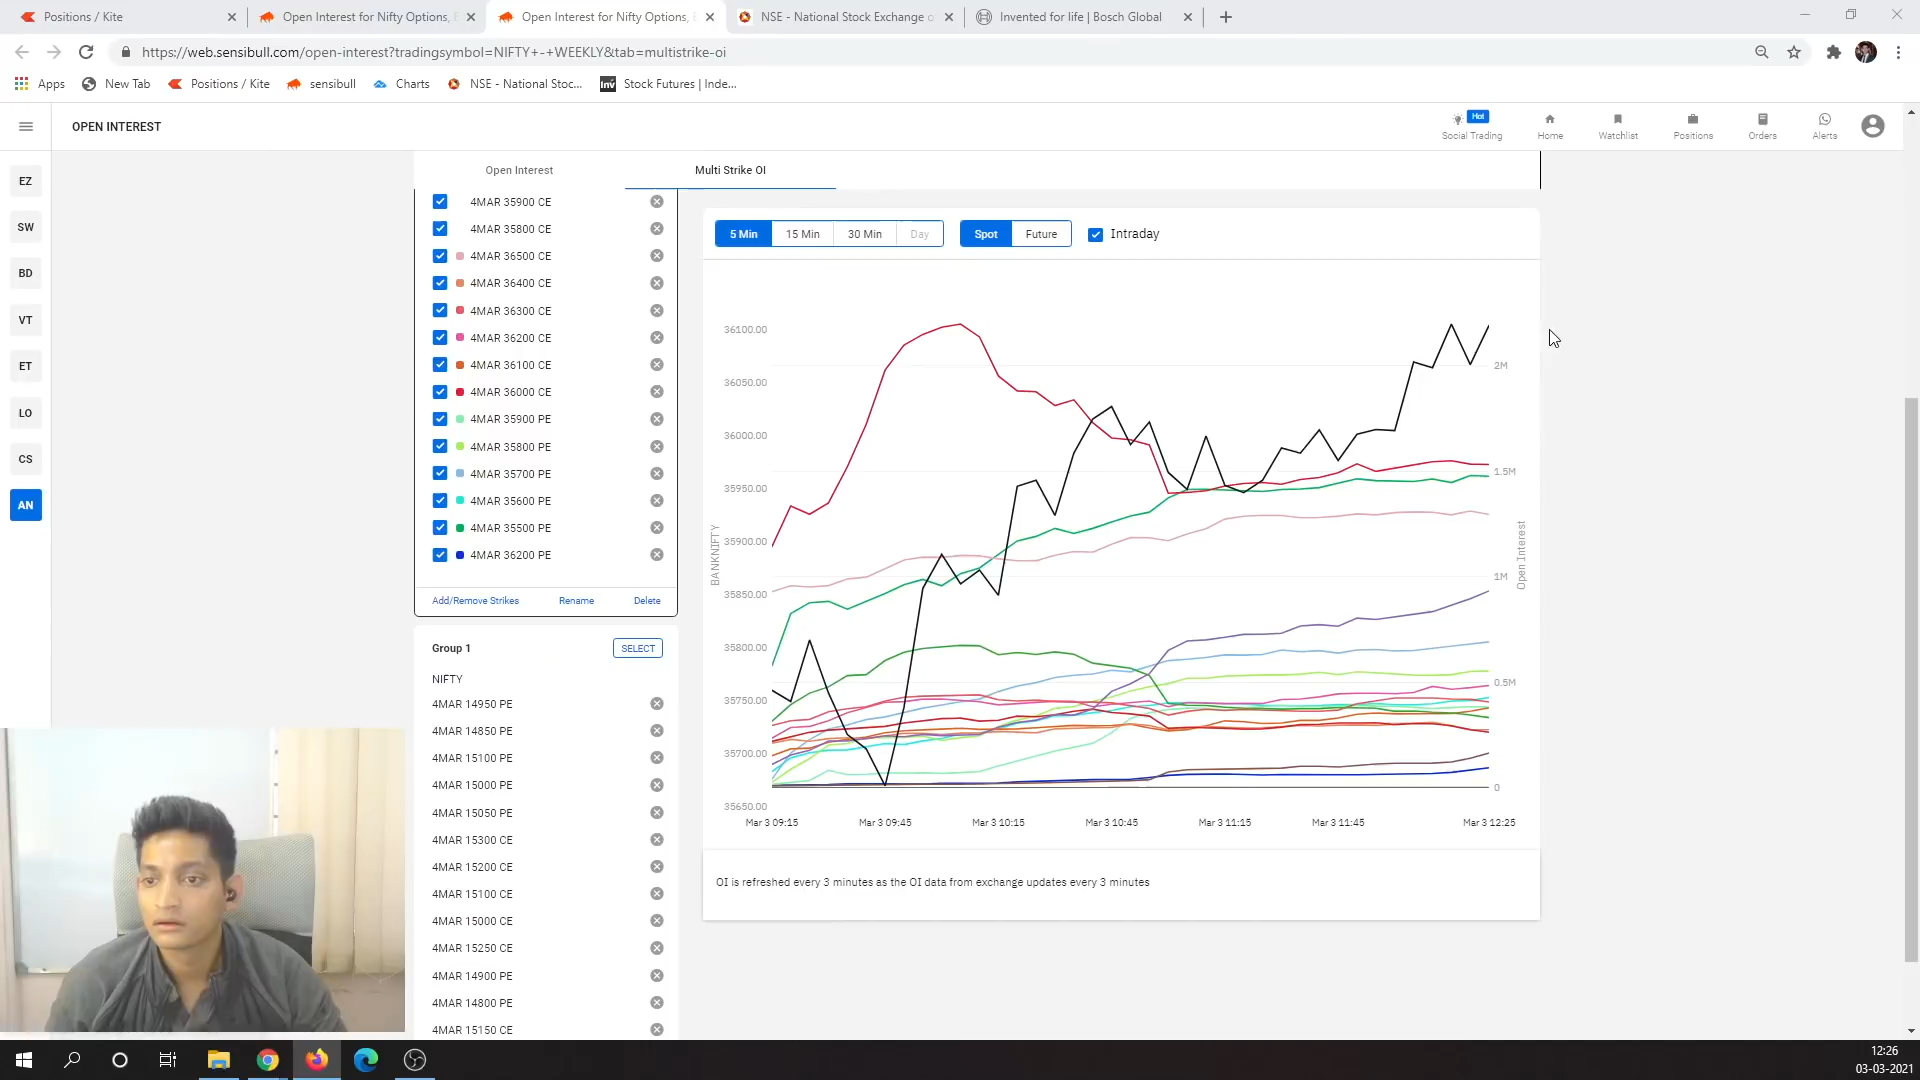 Positions / Kite
Open Interest for Nifty Options,
Open Interest for Nifty Options,
NSE - National Stock Exchange o
Invented for life | Bosch Global
https://web.sensibull.com/open-interest?tradingsymbol=NIFTY+-+WEEKLY&tab=multistrike-oi
Apps
New Tab
Positions / Kite
sensibull
Charts
NSE - National Stoc...
Inv
Stock Futures | Inde...
OPEN INTEREST
Hot
Social Trading
Home
Watchlist
Positions
Orders
Alerts
EZ
SW
BD
VT
ET
LO
CS
AN
Open Interest
Multi Strike OI
4MAR 35900 CE
4MAR 35800 CE
4MAR 36500 CE
4MAR 36400 CE
4MAR 36300 CE
4MAR 36200 CE
4MAR 36100 CE
4MAR 36000 CE
4MAR 35900 PE
4MAR 35800 PE
4MAR 35700 PE
4MAR 35600 PE
4MAR 35500 PE
4MAR 36200 PE
Add/Remove Strikes
Rename
Delete
Group 1
SELECT
NIFTY
4MAR 14950 PE
4MAR 14850 PE
4MAR 15100 PE
4MAR 15000 PE
4MAR 15050 PE
4MAR 15300 CE
4MAR 15200 CE
4MAR 15100 CE
4MAR 15000 CE
4MAR 15250 CE
4MAR 14900 PE
4MAR 14800 PE
4MAR 15150 CE
5 Min
15 Min
30 Min
Day
Spot
Future
Intraday
36100.00
36050.00
36000.00
35950.00
35900.00
35850.00
35800.00
35750.00
35700.00
35650.00
BANKNIFTY
2M
1.5M
1M
0.5M
0
Open Interest
Mar 3 09:15
Mar 3 09:45
Mar 3 10:15
Mar 3 10:45
Mar 3 11:15
Mar 3 11:45
Mar 3 12:25
OI is refreshed every 3 minutes as the OI data from exchange updates every 3 minutes
12:26
03-03-2021